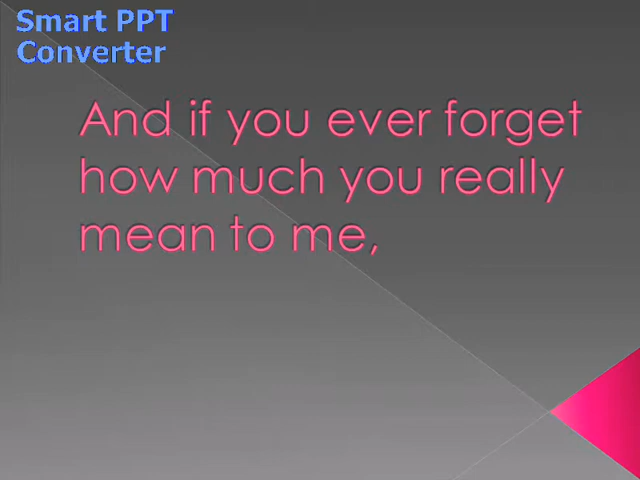 Smart PPT
Converter
And if you ever forget
how much you really
mean to me,